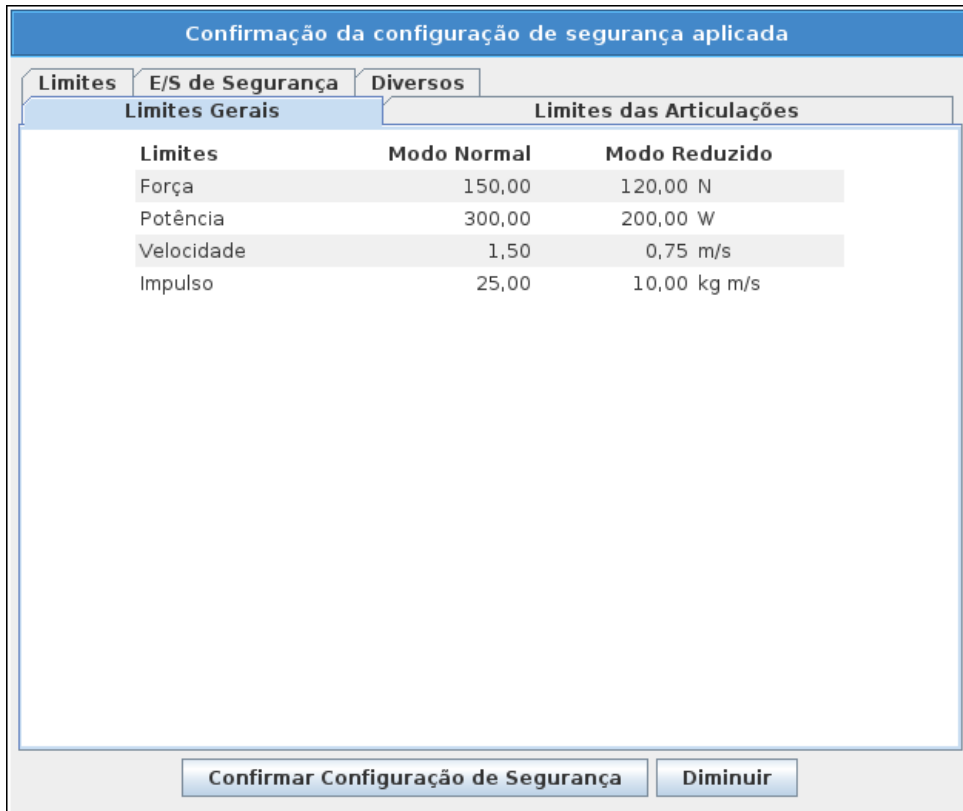 Confirmação da configuração de segurança aplicada
Limites E/S de Segurança Diversos
Limites Gerais Limites das Articulações
Limites Modo Normal Modo Reduzido
Força 150,00 120,00 N
Potência 300,00 200,00 W
Velocidade 1,50 0,75 m/s
Impulso 25,00 10,00 kg m/s
Confirmar Configuração de Segurança Diminuir